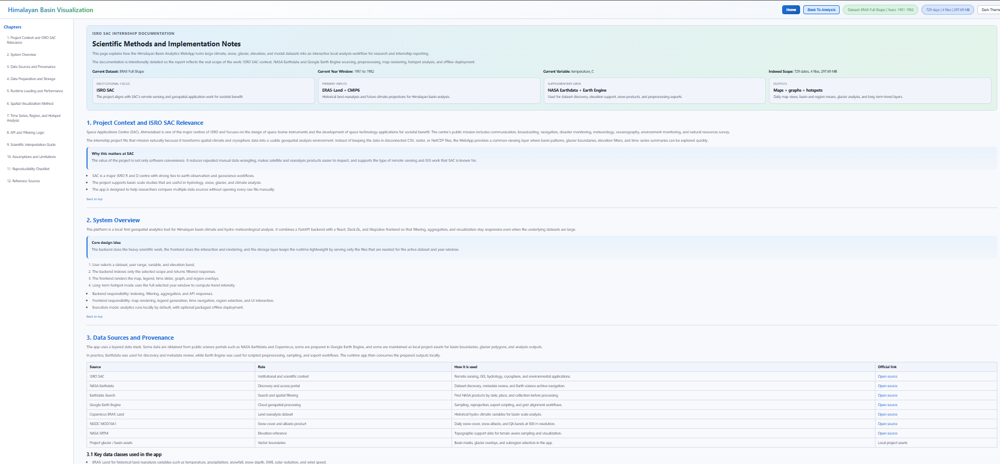 Himalayan Basin Visualization
Home
Back To Analysis
Dataset: ERA5 Full Shape | Years: 1951-1952
729 days | 4 files | 297.69 MB
Dark Theme
Chapters
1. Project Context and ISRO SAC
Relevance
2. System Overview
3. Data Sources and Provenance
4. Data Preparation and Storage
5. Runtime Loading and Performance
6. Spatial Visualization Method
7. Time Series, Region, and Hotspot
Analysis
8. API and Filtering Logic
9. Scientific Interpretation Guide
10. Assumptions and Limitations
11. Reproducibility Checklist
12. Reference Sources
ISRO SAC INTERNSHIP DOCUMENTATION
Scientific Methods and Implementation Notes
This page explains how the Himalayan Basin Analytics WebApp turns large climate, snow, glacier, elevation, and model datasets into an interactive local analysis workflow for research and internship reporting.
The documentation is intentionally detailed so the report reflects the real scope of the work: ISRO SAC context, NASA Earthdata and Google Earth Engine sourcing, preprocessing, map rendering, hotspot analysis, and offline deployment.
Current Dataset: ERA5 Full Shape
Current Year Window: 1951 to 1952
Current Variable: temperature_C
Indexed Scope: 729 dates, 4 files, 297.69 MB
INSTITUTIONAL FOCUS
ISRO SAC
The project aligns with SAC's remote sensing and geospatial application work for societal benefit.
PRIMARY INPUTS
ERA5-Land + CMIP6
Historical land reanalysis and future climate projections for Himalayan basin analysis.
SUPPLEMENTARY DATA
NASA Earthdata + Earth Engine
Used for dataset discovery, elevation support, snow products, and preprocessing exports.
OUTPUTS
Maps + graphs + hotspots
Daily map views, basin and region means, glacier analysis, and long-term trend layers.
1. Project Context and ISRO SAC Relevance
Space Applications Centre (SAC), Ahmedabad is one of the major centres of ISRO and focuses on the design of space-borne instruments and the development of space technology applications for societal benefit. The centre's public mission includes communication, broadcasting, navigation, disaster monitoring, meteorology, oceanography, environment monitoring, and natural resources survey.
The internship project fits that mission naturally because it transforms spatial climate and cryosphere data into a usable geospatial analysis environment. Instead of keeping the data in disconnected CSV, raster, or NetCDF files, the WebApp provides a common viewing layer where basin patterns, glacier boundaries, elevation filters, and time-series summaries can be explored quickly.
Why this matters at SAC
The value of the project is not only software convenience. It reduces repeated manual data wrangling, makes satellite and reanalysis products easier to inspect, and supports the type of remote-sensing and GIS work that SAC is known for.
• SAC is a major ISRO R and D centre with strong ties to earth observation and geoscience workflows.
• The project supports basin-scale studies that are useful in hydrology, snow, glacier, and climate analysis.
• The app is designed to help researchers compare multiple data sources without opening every raw file manually.
Back to top
2. System Overview
The platform is a local-first geospatial analytics tool for Himalayan basin climate and hydro-meteorological analysis. It combines a FastAPI backend with a React, Deck.GL, and MapLibre frontend so that filtering, aggregation, and visualization stay responsive even when the underlying datasets are large.
Core design idea
The backend does the heavy scientific work, the frontend does the interaction and rendering, and the storage layer keeps the runtime lightweight by serving only the files that are needed for the active dataset and year window.
1. User selects a dataset, year range, variable, and elevation band.
2. The backend indexes only the selected scope and returns filtered responses.
3. The frontend renders the map, legend, time slider, graph, and region overlays.
4. Long-term hotspot mode uses the full selected year window to compute trend intensity.
• Backend responsibility: indexing, filtering, aggregation, and API responses.
• Frontend responsibility: map rendering, legend generation, time navigation, region selection, and UI interaction.
• Execution mode: analytics runs locally by default, with optional packaged offline deployment.
Back to top
3. Data Sources and Provenance
The app uses a layered data stack. Some data are obtained from public science portals such as NASA Earthdata and Copernicus, some are prepared in Google Earth Engine, and some are maintained as local project assets for basin boundaries, glacier polygons, and analysis outputs.
In practice, Earthdata was used for discovery and metadata review, while Earth Engine was used for scripted preprocessing, sampling, and export workflows. The runtime app then consumes the prepared outputs locally.
Source Role How it is used Official link
ISRO SAC Institutional and scientific context Remote sensing, GIS, hydrology, cryosphere, and environmental applications. Open source
NASA Earthdata Discovery and access portal Dataset discovery, metadata review, and Earth science archive navigation. Open source
Earthdata Search Search and spatial filtering Find NASA products by date, place, and collection before processing. Open source
Google Earth Engine Cloud geospatial processing Sampling, reprojection, export scripting, and grid-alignment workflows. Open source
Copernicus ERA5-Land Land reanalysis dataset Historical hydro-climatic variables for basin-scale analysis. Open source
NSIDC MOD10A1 Snow cover and albedo product Daily snow cover, snow albedo, and QA bands at 500 m resolution. Open source
NASA SRTM Elevation reference Topographic support data for terrain-aware sampling and visualization. Open source
Project glacier / basin assets Vector boundaries Basin masks, glacier overlays, and subregion selection in the app. Local project assets
3.1 Key data classes used in the app
• ERA5-Land for historical land reanalysis variables such as temperature, precipitation, snowfall, snow depth, SWE, solar radiation, and wind speed.